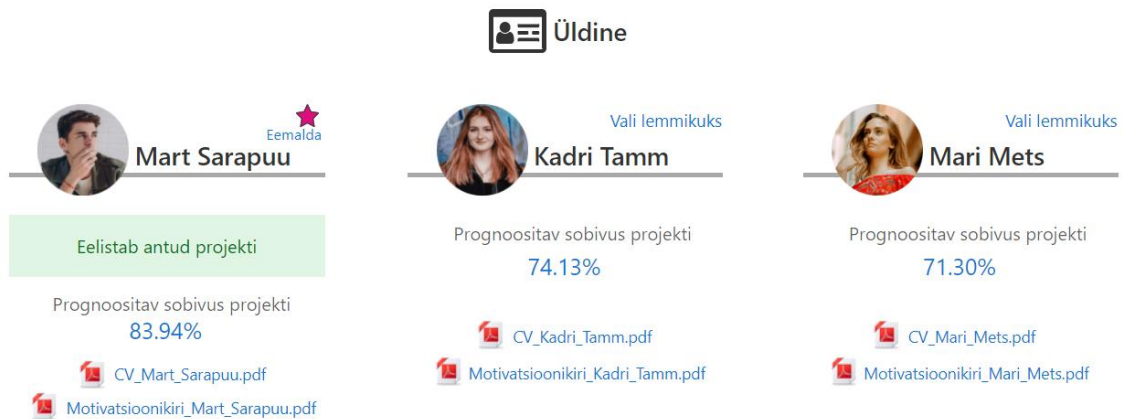 Üldine
Eemalda
Mart Sarapuu
Eelistab antud projekti
Prognoositav sobivus projekti
83.94%
CV_Mart_Sarapuu.pdf
Motivatsioonikiri_Mart_Sarapuu.pdf
Vali lemmikuks
Kadri Tamm
Prognoositav sobivus projekti
74.13%
CV_Kadri_Tamm.pdf
Motivatsioonikiri_Kadri_Tamm.pdf
Vali lemmikuks
Mari Mets
Prognoositav sobivus projekti
71.30%
CV_Mari_Mets.pdf
Motivatsioonikiri_Mari_Mets.pdf